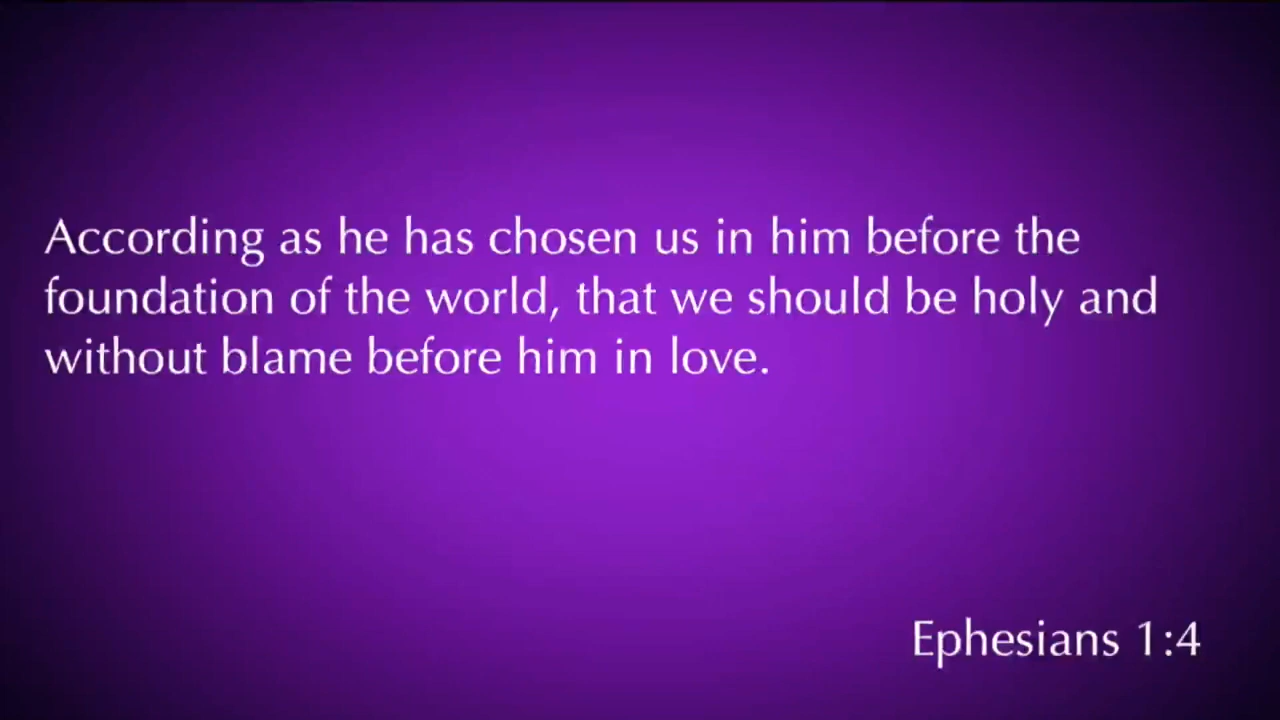 According as he has chosen us in him before the
foundation of the world, that we should be holy and
without blame before him in love.
Ephesians 1:4